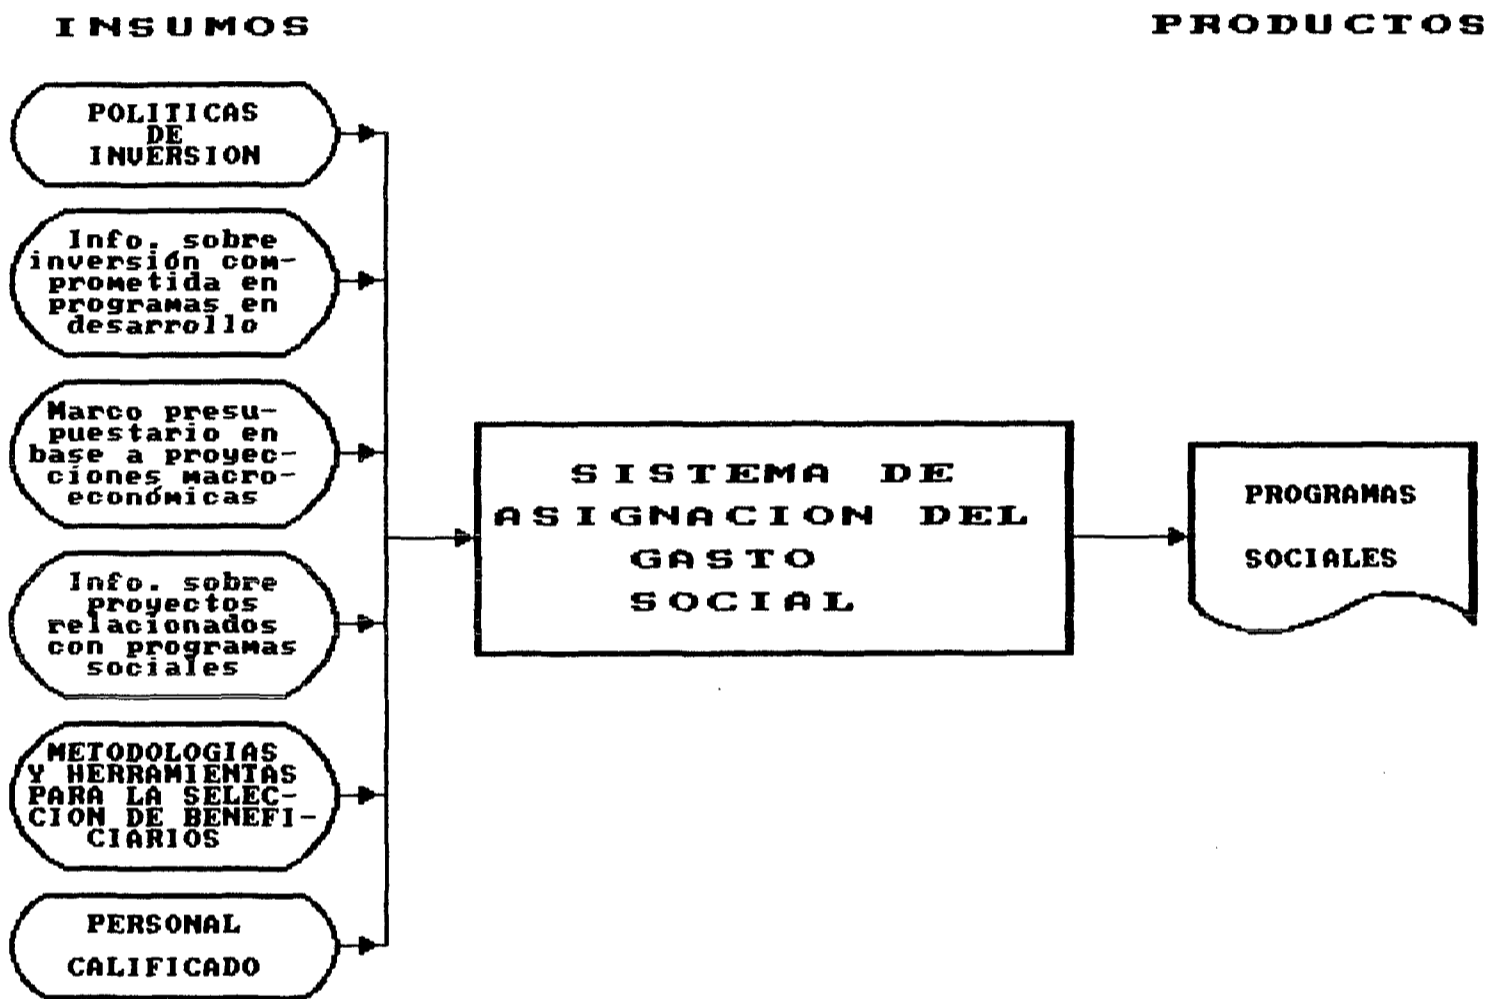 INSUMOS
PRODUCTOS
POLITICAS
DE
INVERSION
Info. sobre
inversión com-
prometida en
programas en
desarrollo
Marco presu-
puestario en
base a proyec-
ciones macro-
económicas
Info. sobre
proyectos
relacionados
con programas
sociales
METODOLOGIAS
Y HERRAMIENTAS
PARA LA SELEC-
CION DE BENEFI-
CIARIOS
PERSONAL
CALIFICADO
SISTEMA DE
ASIGNACION DEL
GASTO
SOCIAL
PROGRAMAS
SOCIALES